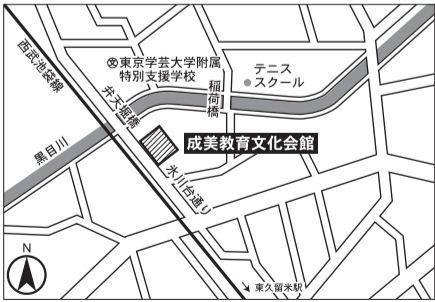 西武池袋線
東京学芸大学附属
特別支援学校
テニス
スクール
稲荷橋
弁天堀橋
成美教育文化会館
黒目川
氷川台通り
N
東久留米駅